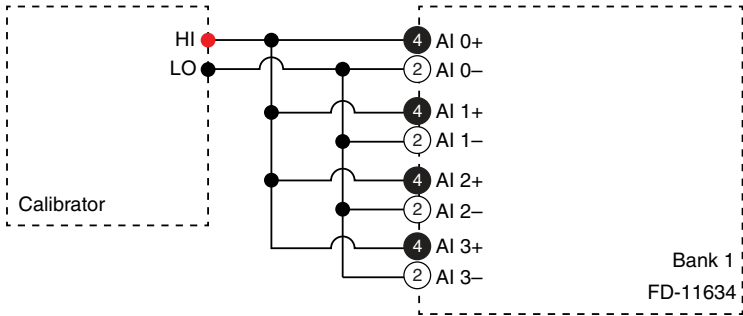 HI
LO
Calibrator
4 AI 0+
2 AI 0–
4 AI 1+
2 AI 1–
4 AI 2+
2 AI 2–
4 AI 3+
2 AI 3–
Bank 1
FD-11634